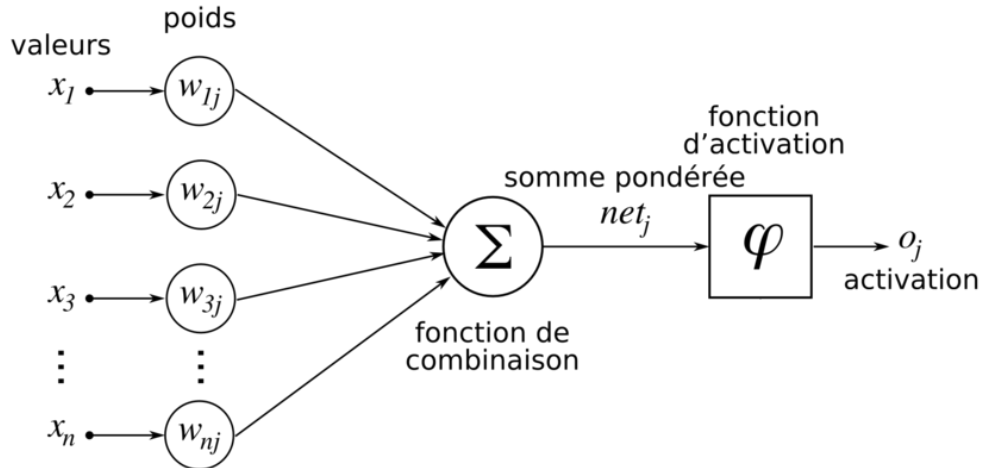 poids
valeurs
x1
w1j
x2
w2j
x3
w3j
xn
wnj
Σ
fonction de
combinaison
somme pondérée
netj
fonction
d'activation
φ
oj
activation